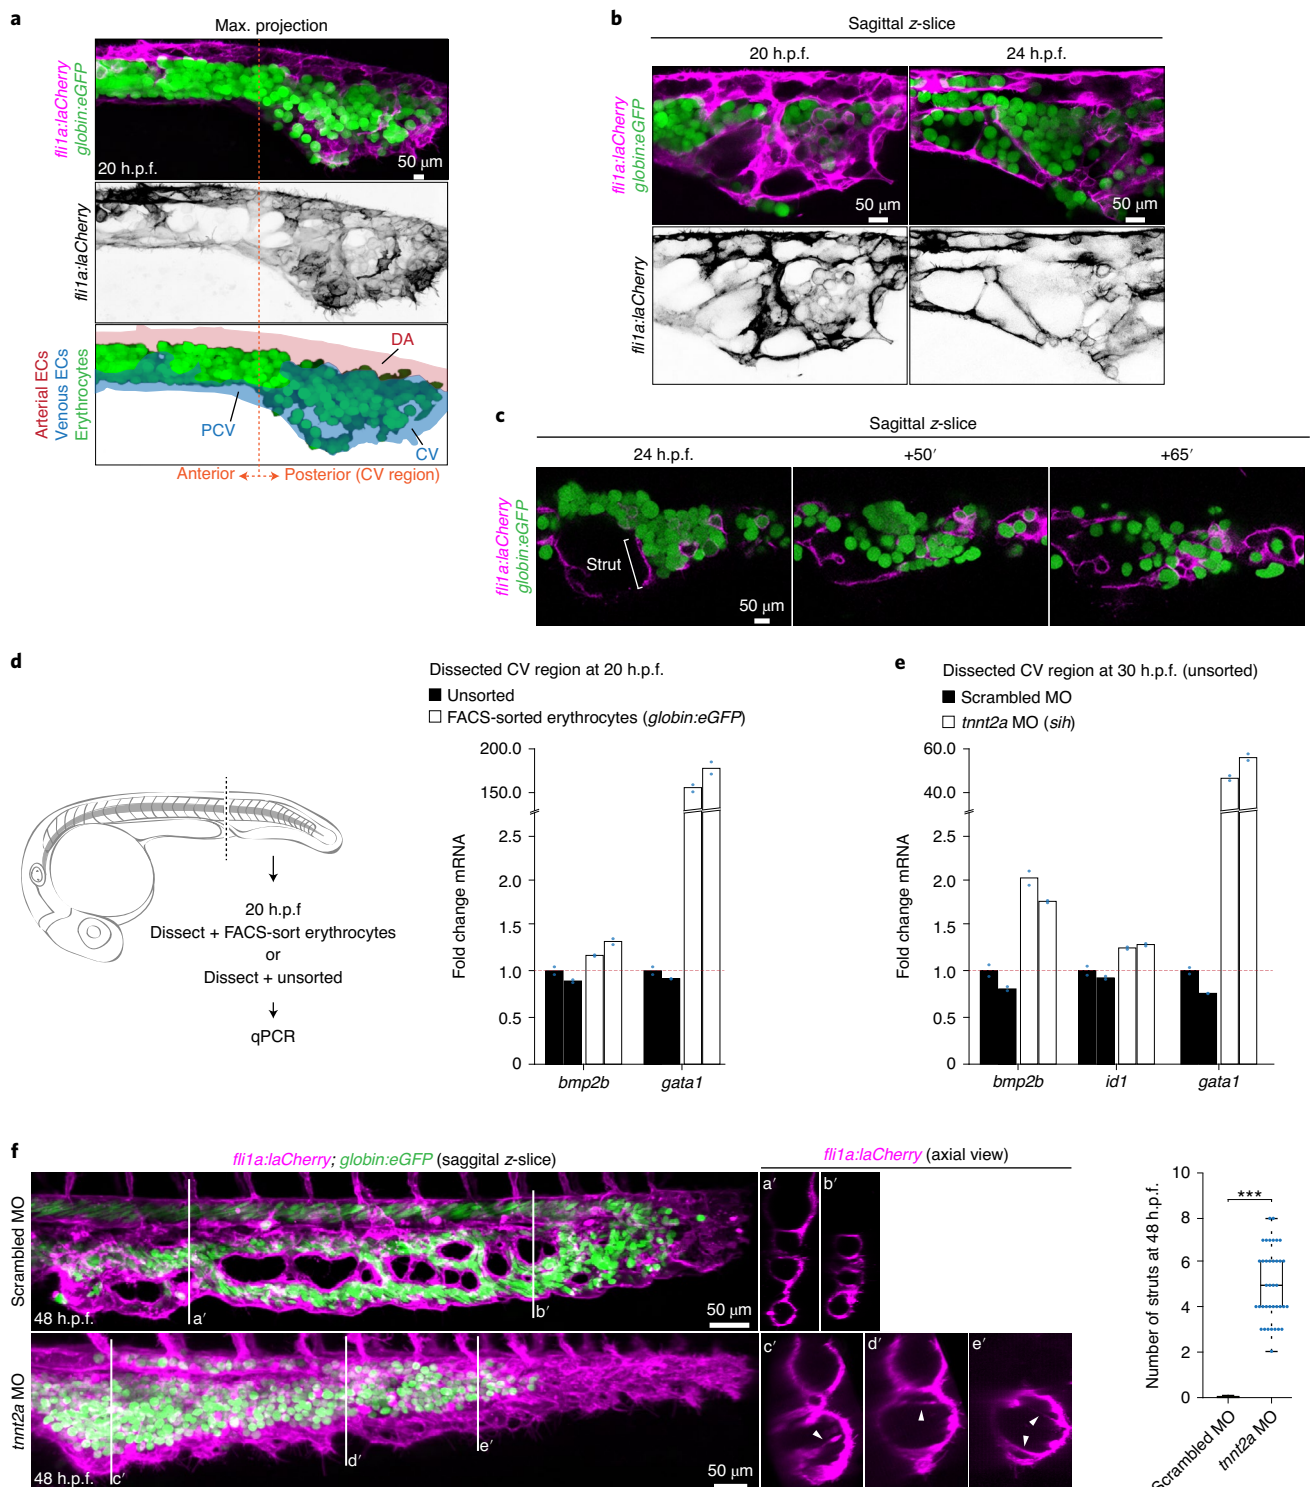 a
Max. projection
fli1a:laCherry
globin:eGFP
20 h.p.f.
50 µm
fli1a:laCherry
Arterial ECs
Venous ECs
Erythrocytes
DA
PCV
CV
Anterior
Posterior (CV region)
b
Sagittal z-slice
20 h.p.f.
24 h.p.f.
fli1a:laCherry
globin:eGFP
50 µm
50 µm
fli1a:laCherry
c
Sagittal z-slice
24 h.p.f.
+50′
+65′
fli1a:laCherry
globin:eGFP
Strut
50 µm
d
20 h.p.f
Dissect + FACS-sort erythrocytes
or
Dissect + unsorted
qPCR
Dissected CV region at 20 h.p.f.
Unsorted
FACS-sorted erythrocytes (globin:eGFP)
Fold change mRNA
200.0
150.0
2.5
2.0
1.5
1.0
0.5
0
bmp2b
gata1
e
Dissected CV region at 30 h.p.f. (unsorted)
Scrambled MO
tnnt2a MO (sih)
Fold change mRNA
60.0
40.0
2.5
2.0
1.5
1.0
0.5
0
bmp2b
id1
gata1
f
fli1a:laCherry; globin:eGFP (saggital z-slice)
fli1a:laCherry (axial view)
Scrambled MO
48 h.p.f.
a′
b′
50 µm
a′
b′
tnnt2a MO
48 h.p.f.
c′
d′
e′
50 µm
c′
d′
e′
Number of struts at 48 h.p.f.
10
8
6
4
2
0
***
Scrambled MO
tnnt2a MO